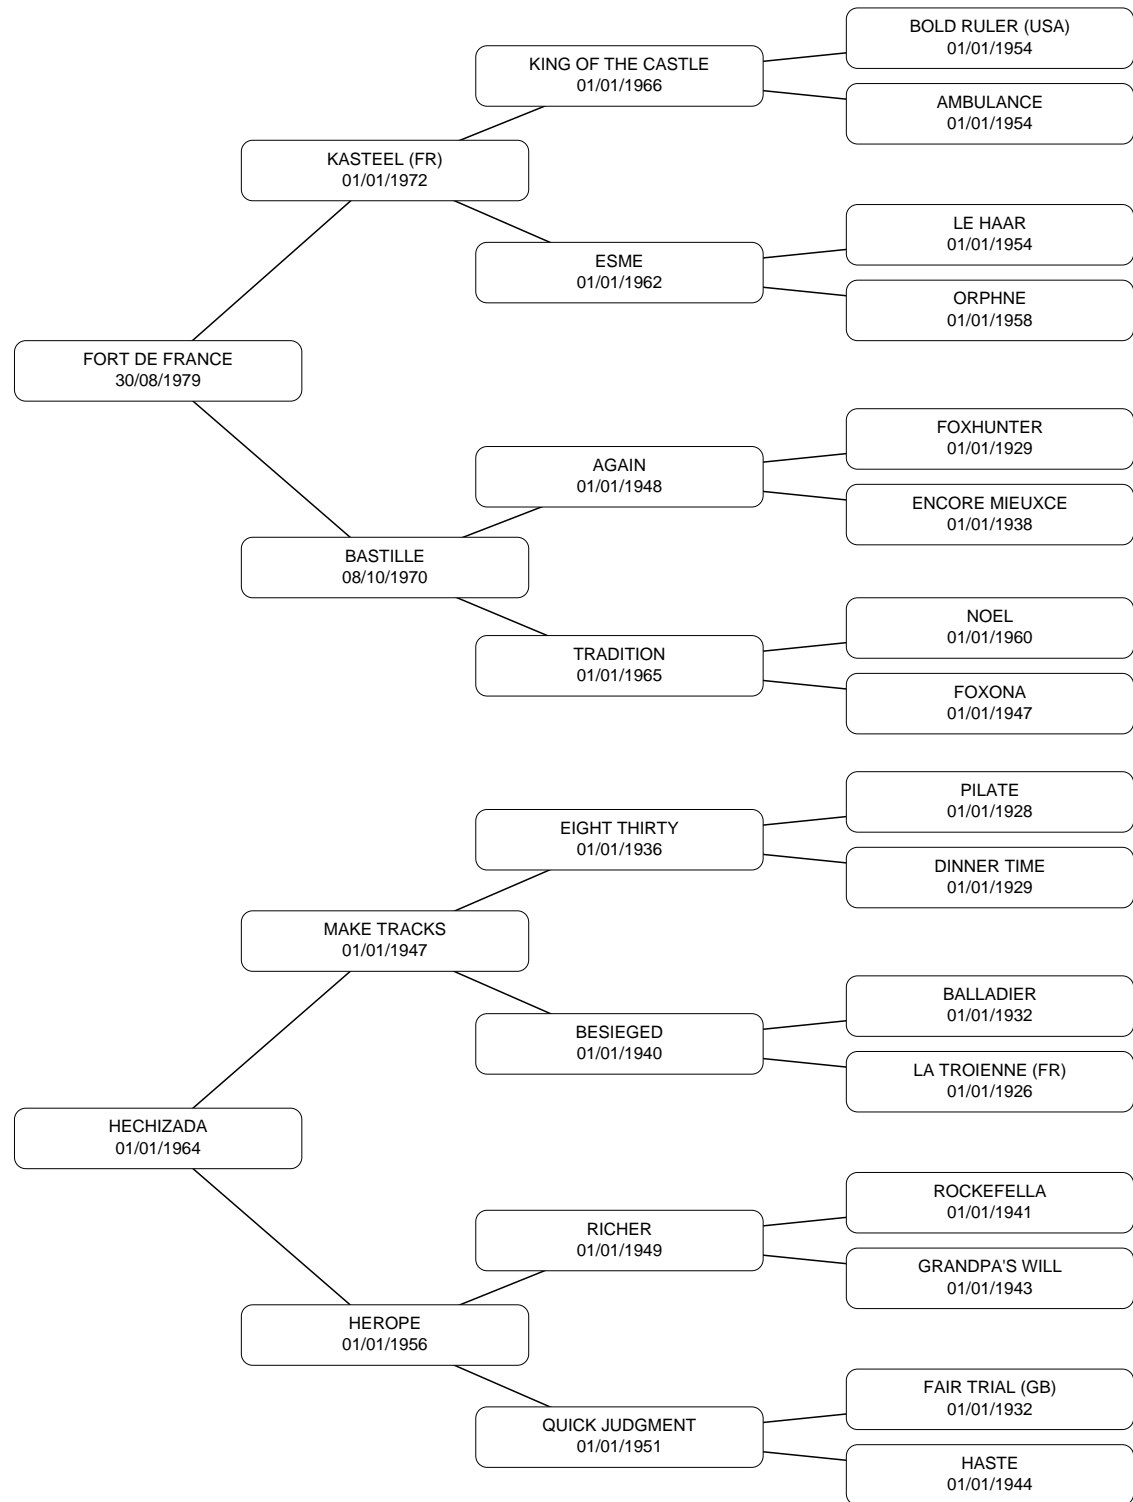 BOLD RULER (USA)
01/01/1954
KING OF THE CASTLE
01/01/1966
AMBULANCE
01/01/1954
KASTEEL (FR)
01/01/1972
LE HAAR
01/01/1954
ESME
01/01/1962
ORPHNE
01/01/1958
FORT DE FRANCE
30/08/1979
FOXHUNTER
01/01/1929
AGAIN
01/01/1948
ENCORE MIEUXCE
01/01/1938
BASTILLE
08/10/1970
NOEL
01/01/1960
TRADITION
01/01/1965
FOXONA
01/01/1947
PILATE
01/01/1928
EIGHT THIRTY
01/01/1936
DINNER TIME
01/01/1929
MAKE TRACKS
01/01/1947
BALLADIER
01/01/1932
BESIEGED
01/01/1940
LA TROIENNE (FR)
01/01/1926
HECHIZADA
01/01/1964
ROCKEFELLA
01/01/1941
RICHER
01/01/1949
GRANDPA'S WILL
01/01/1943
HEROPE
01/01/1956
FAIR TRIAL (GB)
01/01/1932
QUICK JUDGMENT
01/01/1951
HASTE
01/01/1944